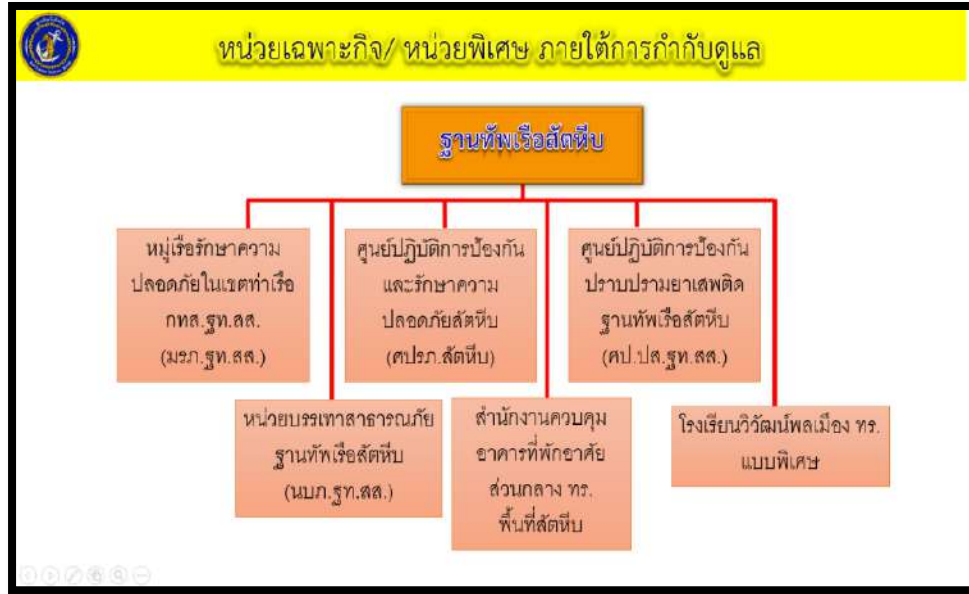 หน่วยเฉพาะกิจ/ หน่วยพิเศษ ภายใต้การกำกับดูแล
ฐานทัพเรือสัตหีบ
หมู่เรือรักษาความ
ปลอดภัยในเขตท่าเรือ
กทส.ฐท.สส.
(มรภ.ฐท.สส.)
ศูนย์ปฏิบัติการป้องกัน
และรักษาความ
ปลอดภัยสัตหีบ
(ศปรภ.สัตหีบ)
ศูนย์ปฏิบัติการป้องกัน
ปราบปรามยาเสพติด
ฐานทัพเรือสัตหีบ
(ศป.ปส.ฐท.สส.)
หน่วยบรรเทาสาธารณภัย
ฐานทัพเรือสัตหีบ
(นบภ.ฐท.สส.)
สำนักงานควบคุม
อาคารที่พักอาศัย
ส่วนกลาง ทร.
พื้นที่สัตหีบ
โรงเรียนวิวัฒน์พลเมือง ทร.
แบบพิเศษ